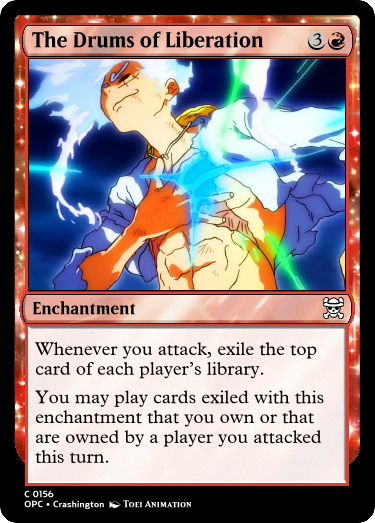 The Drums of Liberation 3
Enchantment
Whenever you attack, exile the top
card of each player's library.
You may play cards exiled with this
enchantment that you own or that
are owned by a player you attacked
this turn.
C 0156
OPC • Crashington Toei Animation